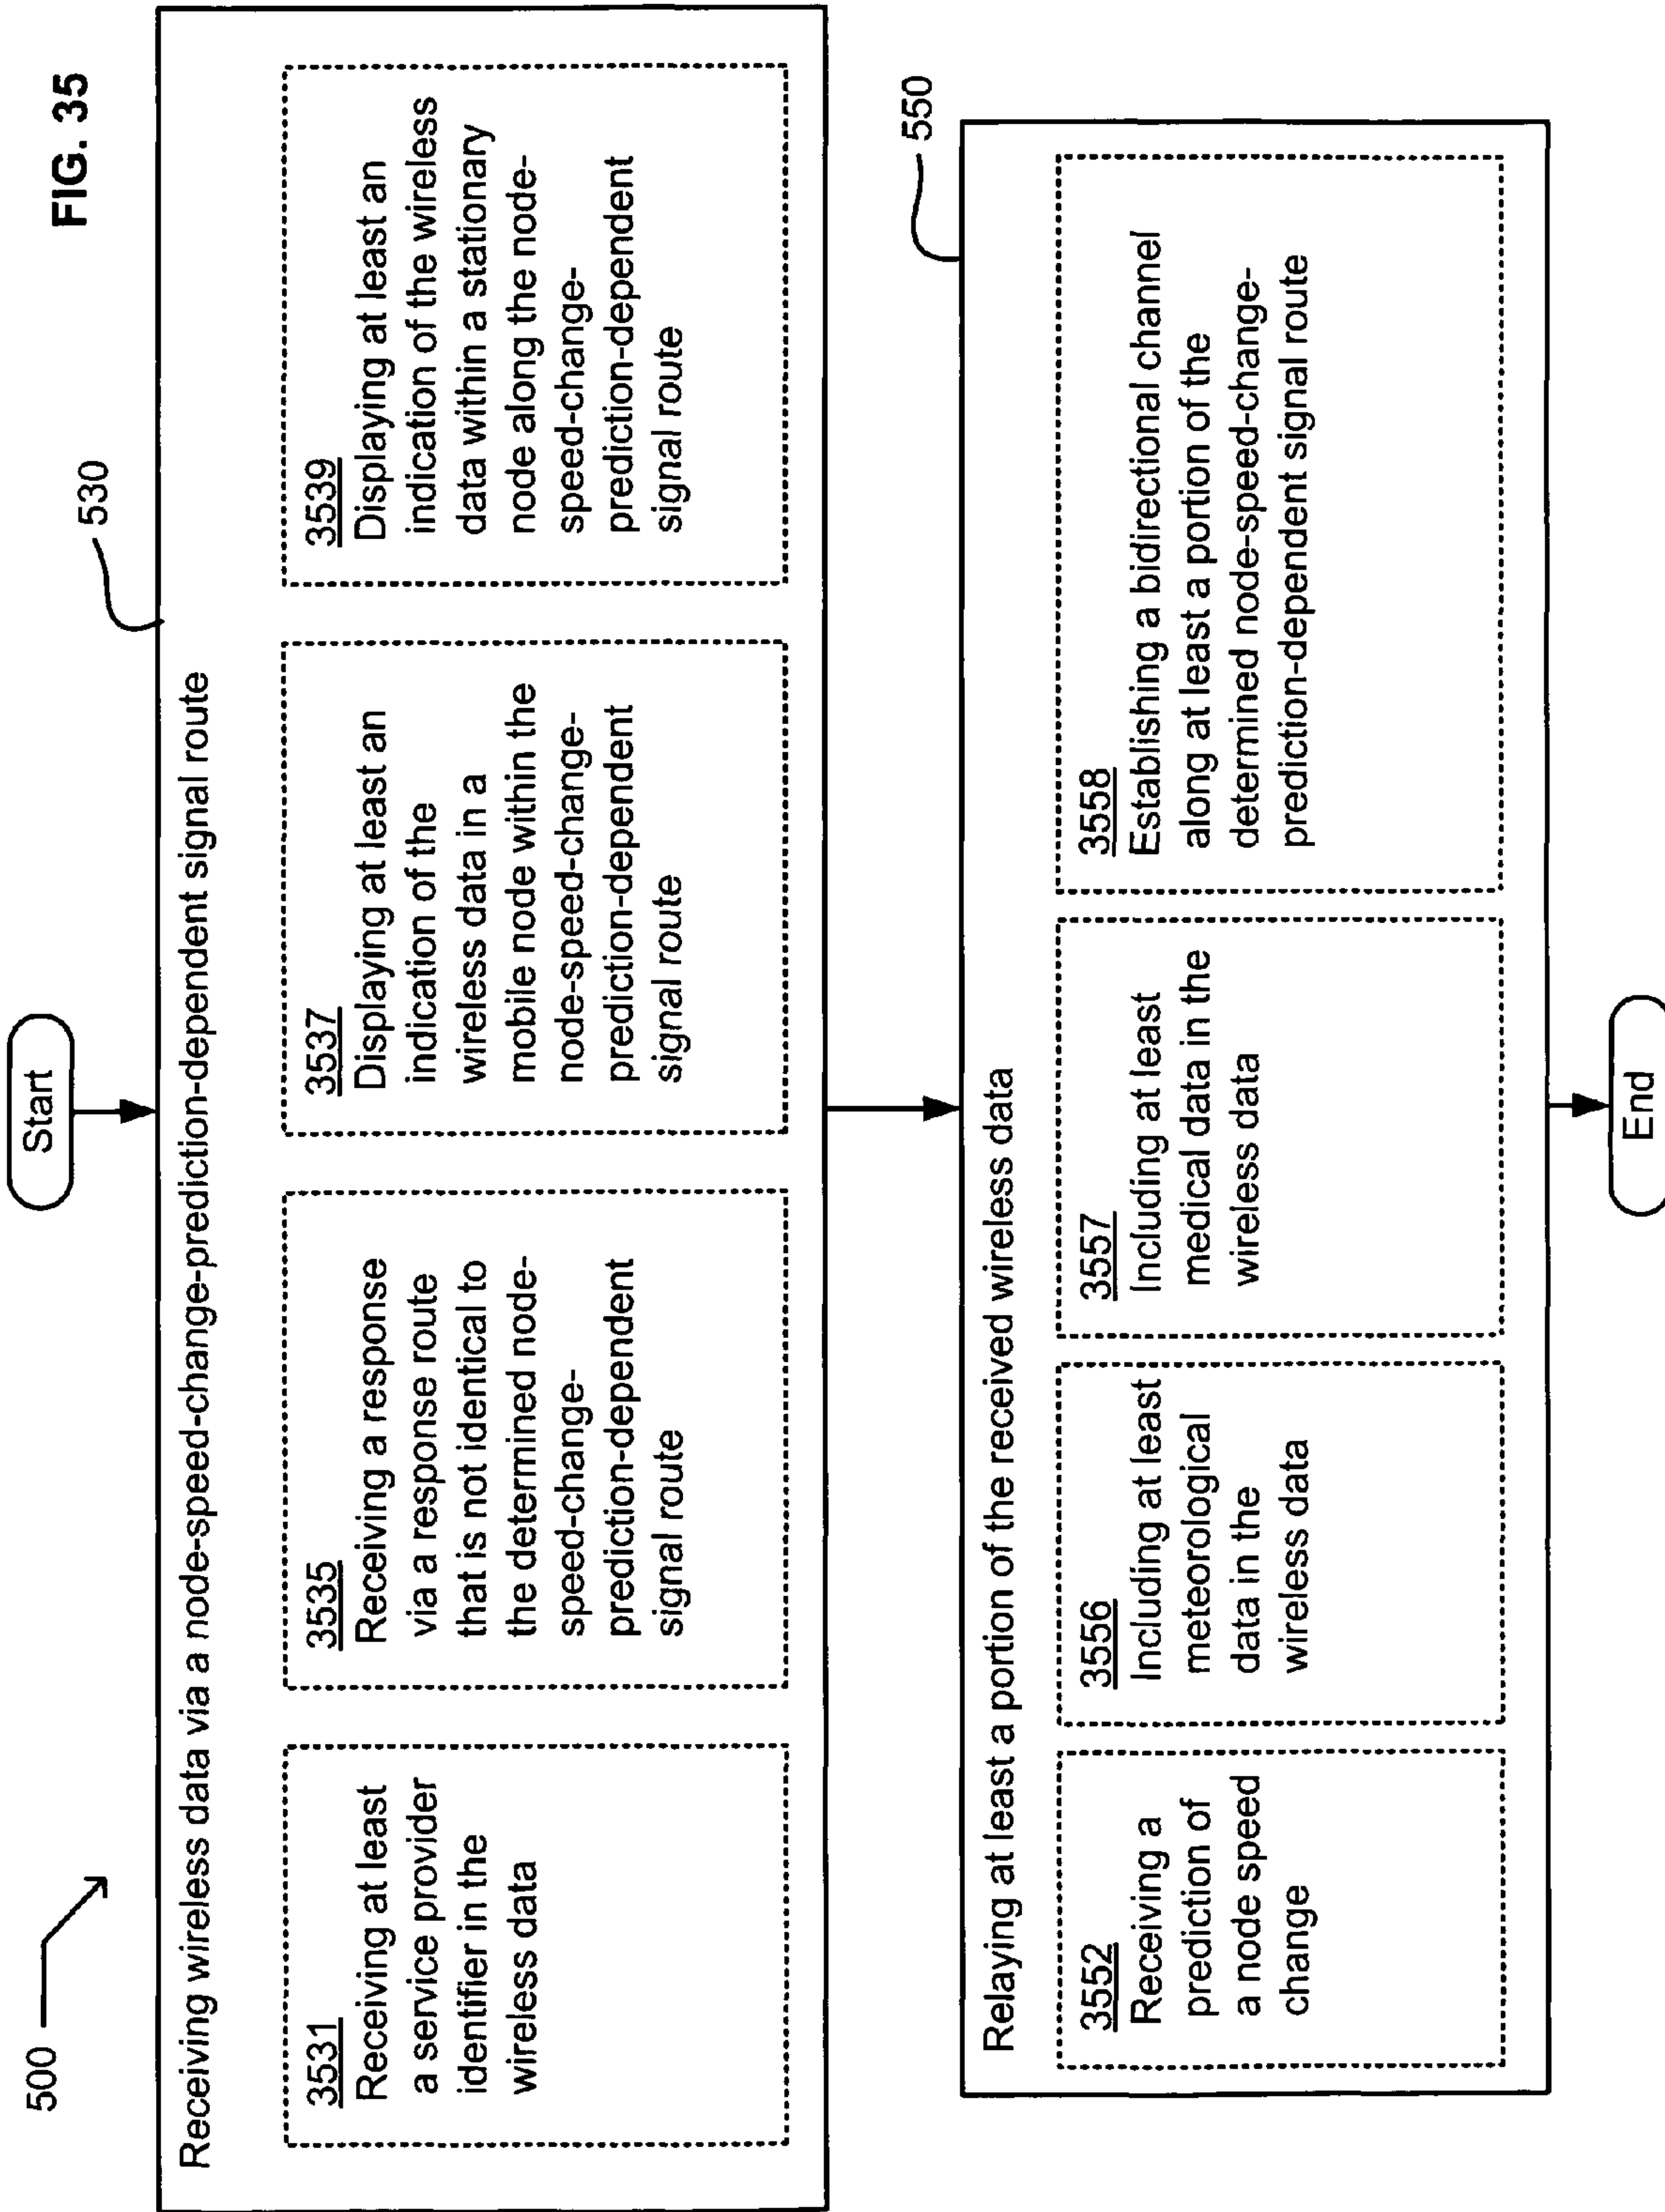 FIG. 35
500
Start
530
Receiving wireless data via a node-speed-change-prediction-dependent signal route
3531
Receiving at least
a service provider
identifier in the
wireless data
3535
Receiving a response
via a response route
that is not identical to
the determined node-
speed-change-
prediction-dependent
signal route
3537
Displaying at least an
indication of the
wireless data in a
mobile node within the
node-speed-change-
prediction-dependent
signal route
3539
Displaying at least an
indication of the wireless
data within a stationary
node along the node-
speed-change-
prediction-dependent
signal route
550
Relaying at least a portion of the received wireless data
3552
Receiving a
prediction of
a node speed
change
3556
Including at least
meteorological
data in the
wireless data
3557
Including at least
medical data in the
wireless data
3558
Establishing a bidirectional channel
along at least a portion of the
determined node-speed-change-
prediction-dependent signal route
End